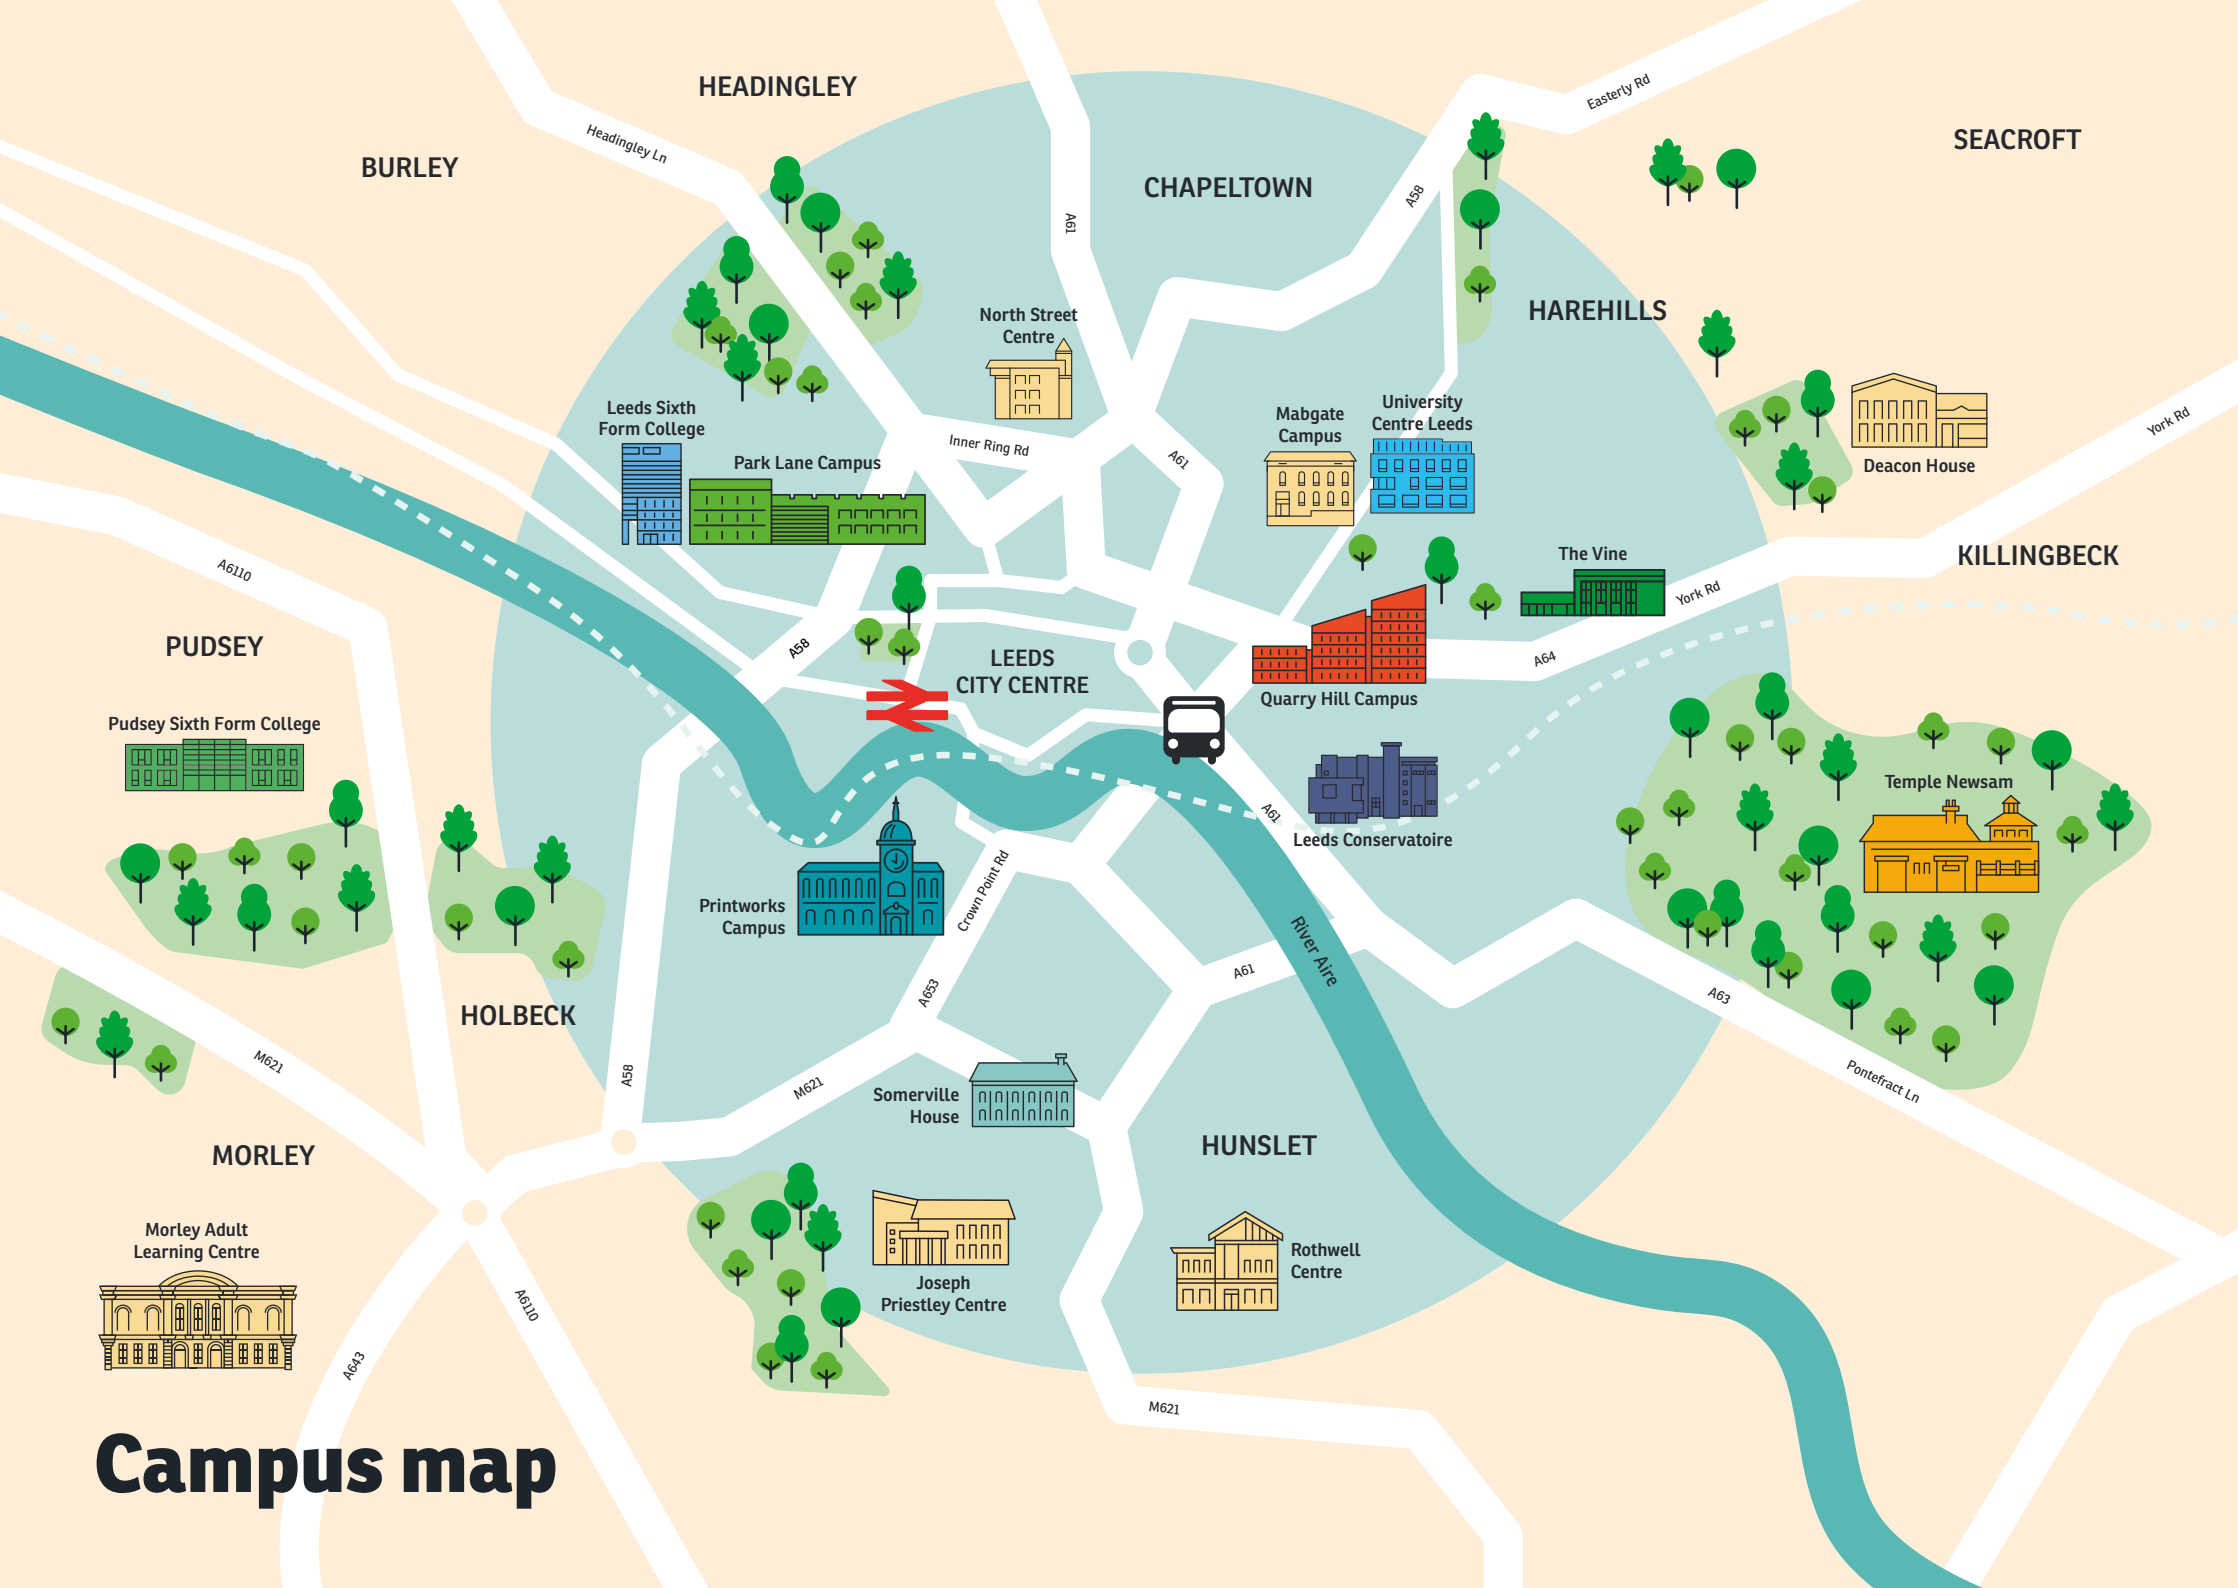 HEADINGLEY
Easterly Rd
SEACROFT
Headingley Ln
BURLEY
CHAPELTOWN
A58
A61
HAREHILLS
North Street
Centre
Leeds Sixth
Form College
Mabgate
Campus
University
Centre Leeds
York Rd
Inner Ring Rd
A61
Park Lane Campus
Deacon House
The Vine
KILLINGBECK
A6110
York Rd
PUDSEY
A58
LEEDS
CITY CENTRE
A64
Quarry Hill Campus
Pudsey Sixth Form College
Temple Newsam
A61
Leeds Conservatoire
Printworks
Campus
Crown Point Rd
River Aire
A61
A653
A63
HOLBECK
M621
A58
M621
Somerville
House
Pontefract Ln
MORLEY
HUNSLET
Morley Adult
Learning Centre
Joseph
Priestley Centre
Rothwell
Centre
A6110
A643
M621
Campus map